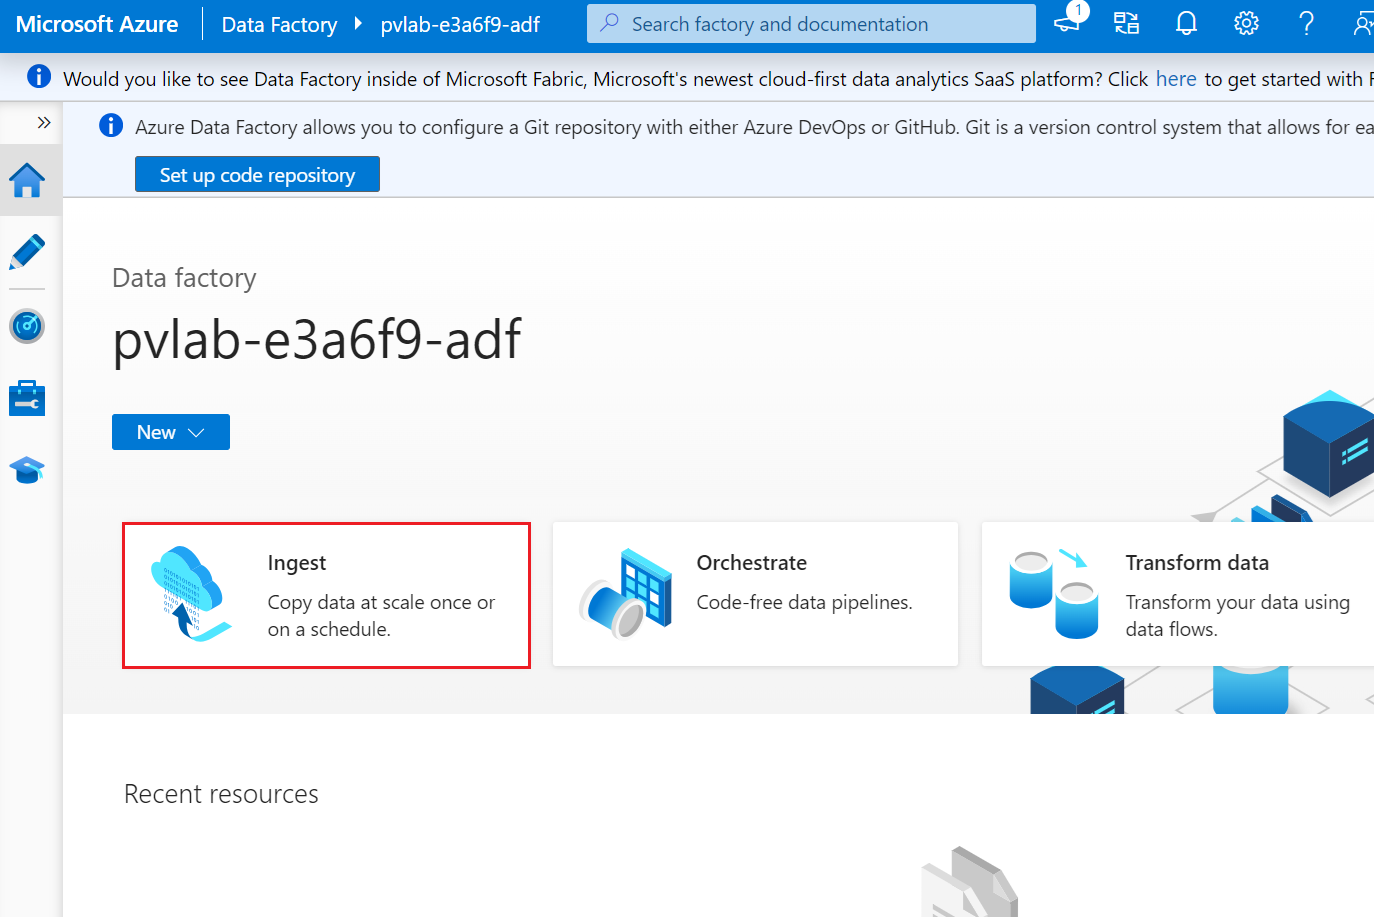 Microsoft Azure
Data Factory
pvlab-e3a6f9-adf
Search factory and documentation
1
Would you like to see Data Factory inside of Microsoft Fabric, Microsoft's newest cloud-first data analytics SaaS platform? Click here to get started with
Azure Data Factory allows you to configure a Git repository with either Azure DevOps or GitHub. Git is a version control system that allows for ea
Set up code repository
Data factory
pvlab-e3a6f9-adf
New
Ingest
Copy data at scale once or
on a schedule.
Orchestrate
Code-free data pipelines.
Transform data
Transform your data using
data flows.
Recent resources